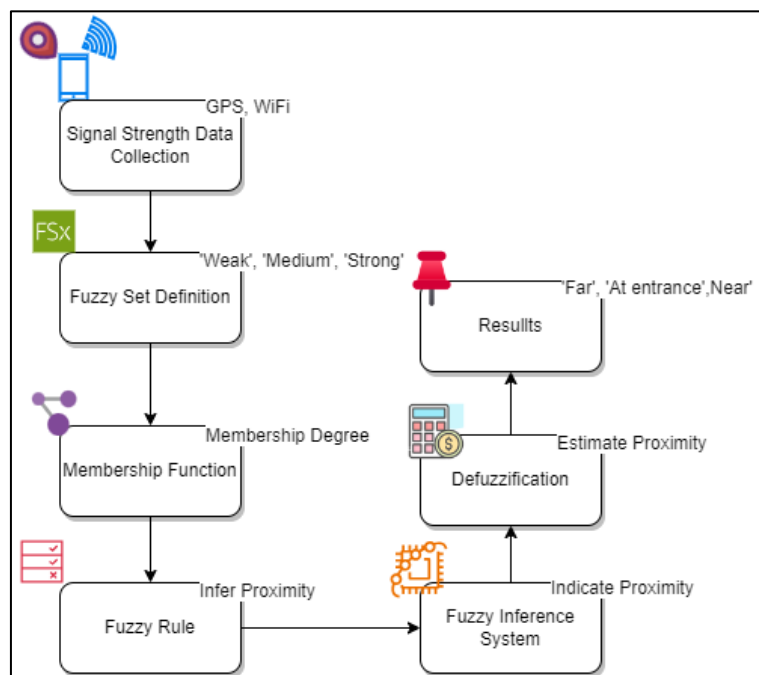 GPS, WiFi
Signal Strength Data
Collection
FSx
'Weak', 'Medium', 'Strong'
Fuzzy Set Definition
Membership Degree
Membership Function
Infer Proximity
Fuzzy Rule
Indicate Proximity
Fuzzy Inference
System
Estimate Proximity
Defuzzification
'Far', 'At entrance',Near'
Resullts